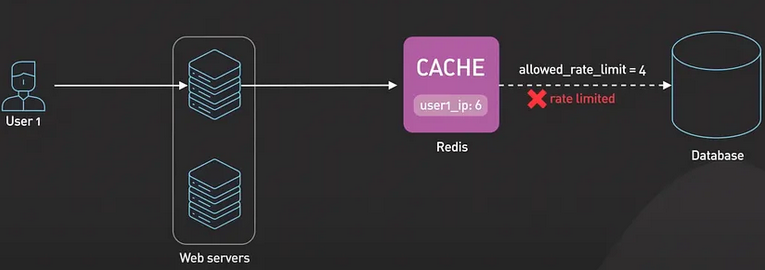 User 1
Web servers
CACHE
user1_ip: 6
Redis
allowed_rate_limit = 4
rate limited
Database